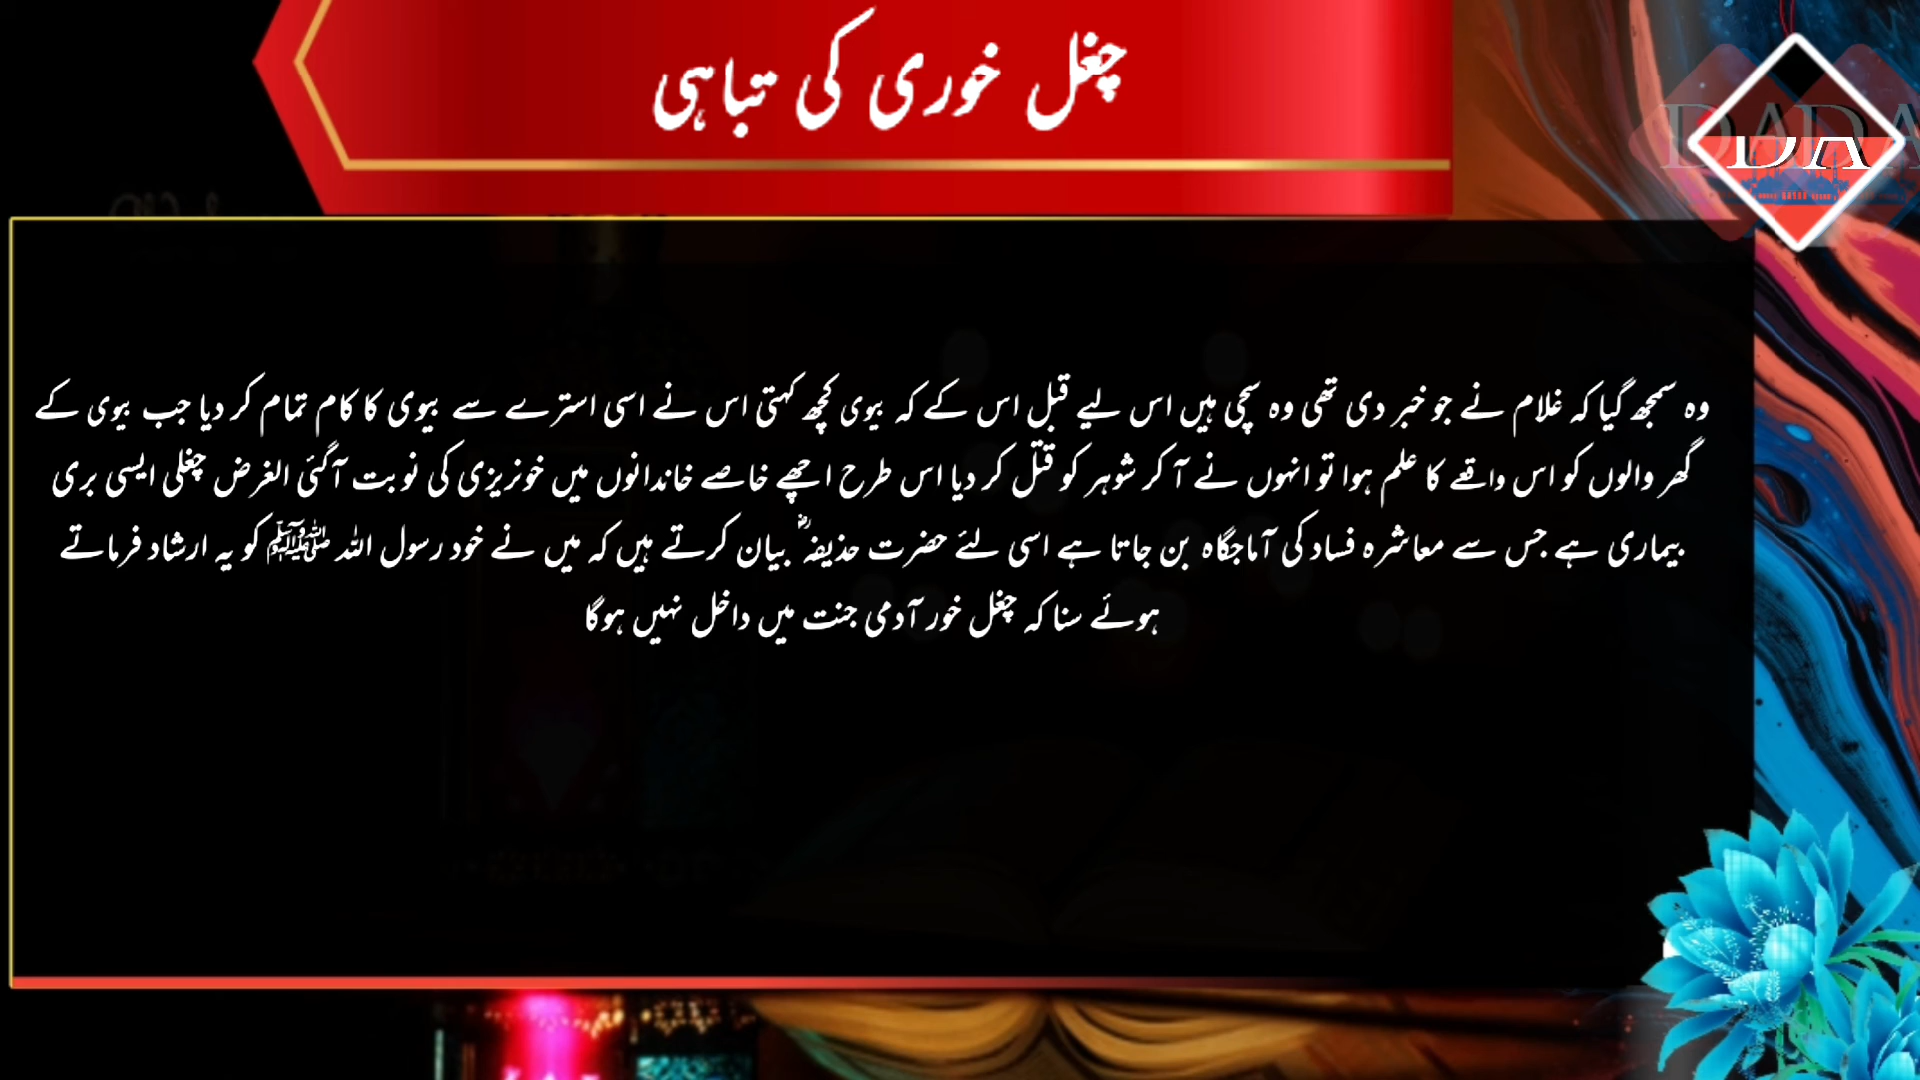 چغل خوری کی تباہی
DA
وہ سمجھ گیا کہ غلام نے جو خبر دی تھی وہ سچی ہیں اس لیے قبل اس کے کہ بیوی کچھ کہتی اس نے اسی استرے سے بیوی کا کام تمام کر دیا جب بیوی کے
گھر والوں کو اس واقعے کا علم ہوا تو انہوں نے آ کر شوہر کو قتل کر دیا اس طرح اچھے خاصے خاندانوں میں خونریزی کی نوبت آگئی الغرض چغلی ایسی بری
بیماری ہے جس سے معاشرہ فساد کی آماجگاہ بن جاتا ہے اسی لئے حضرت حذیفہؓ بیان کرتے ہیں کہ میں نے خود رسول اللہ ﷺ کو یہ ارشاد فرماتے
ہوئے سنا کہ چغل خور آدمی جنت میں داخل نہیں ہوگا